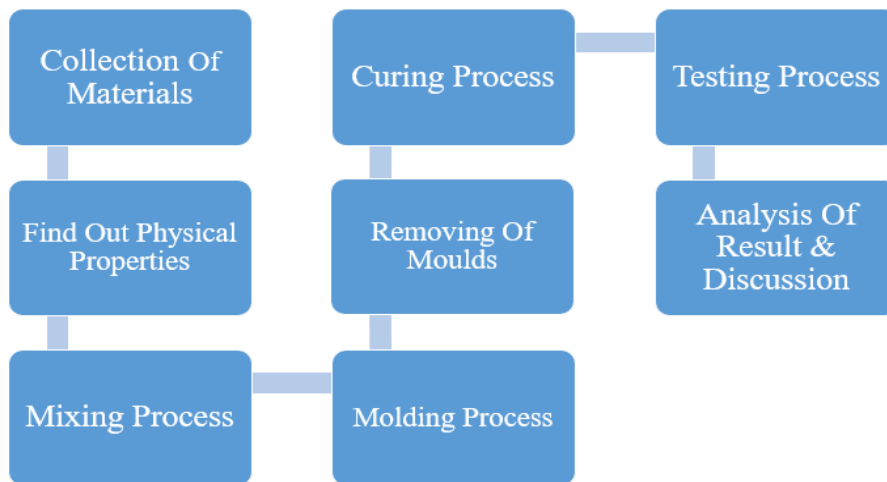 Collection Of
Materials
Find Out Physical
Properties
Mixing Process
Molding Process
Removing Of
Moulds
Curing Process
Testing Process
Analysis Of
Result &
Discussion